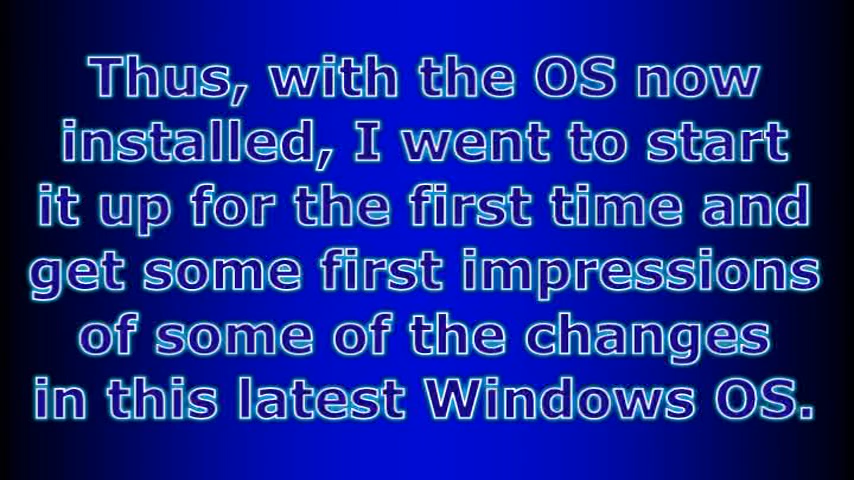 Thus, with the OS now
installed, I went to start
it up for the first time and
get some first impressions
of some of the changes
in this latest Windows OS.